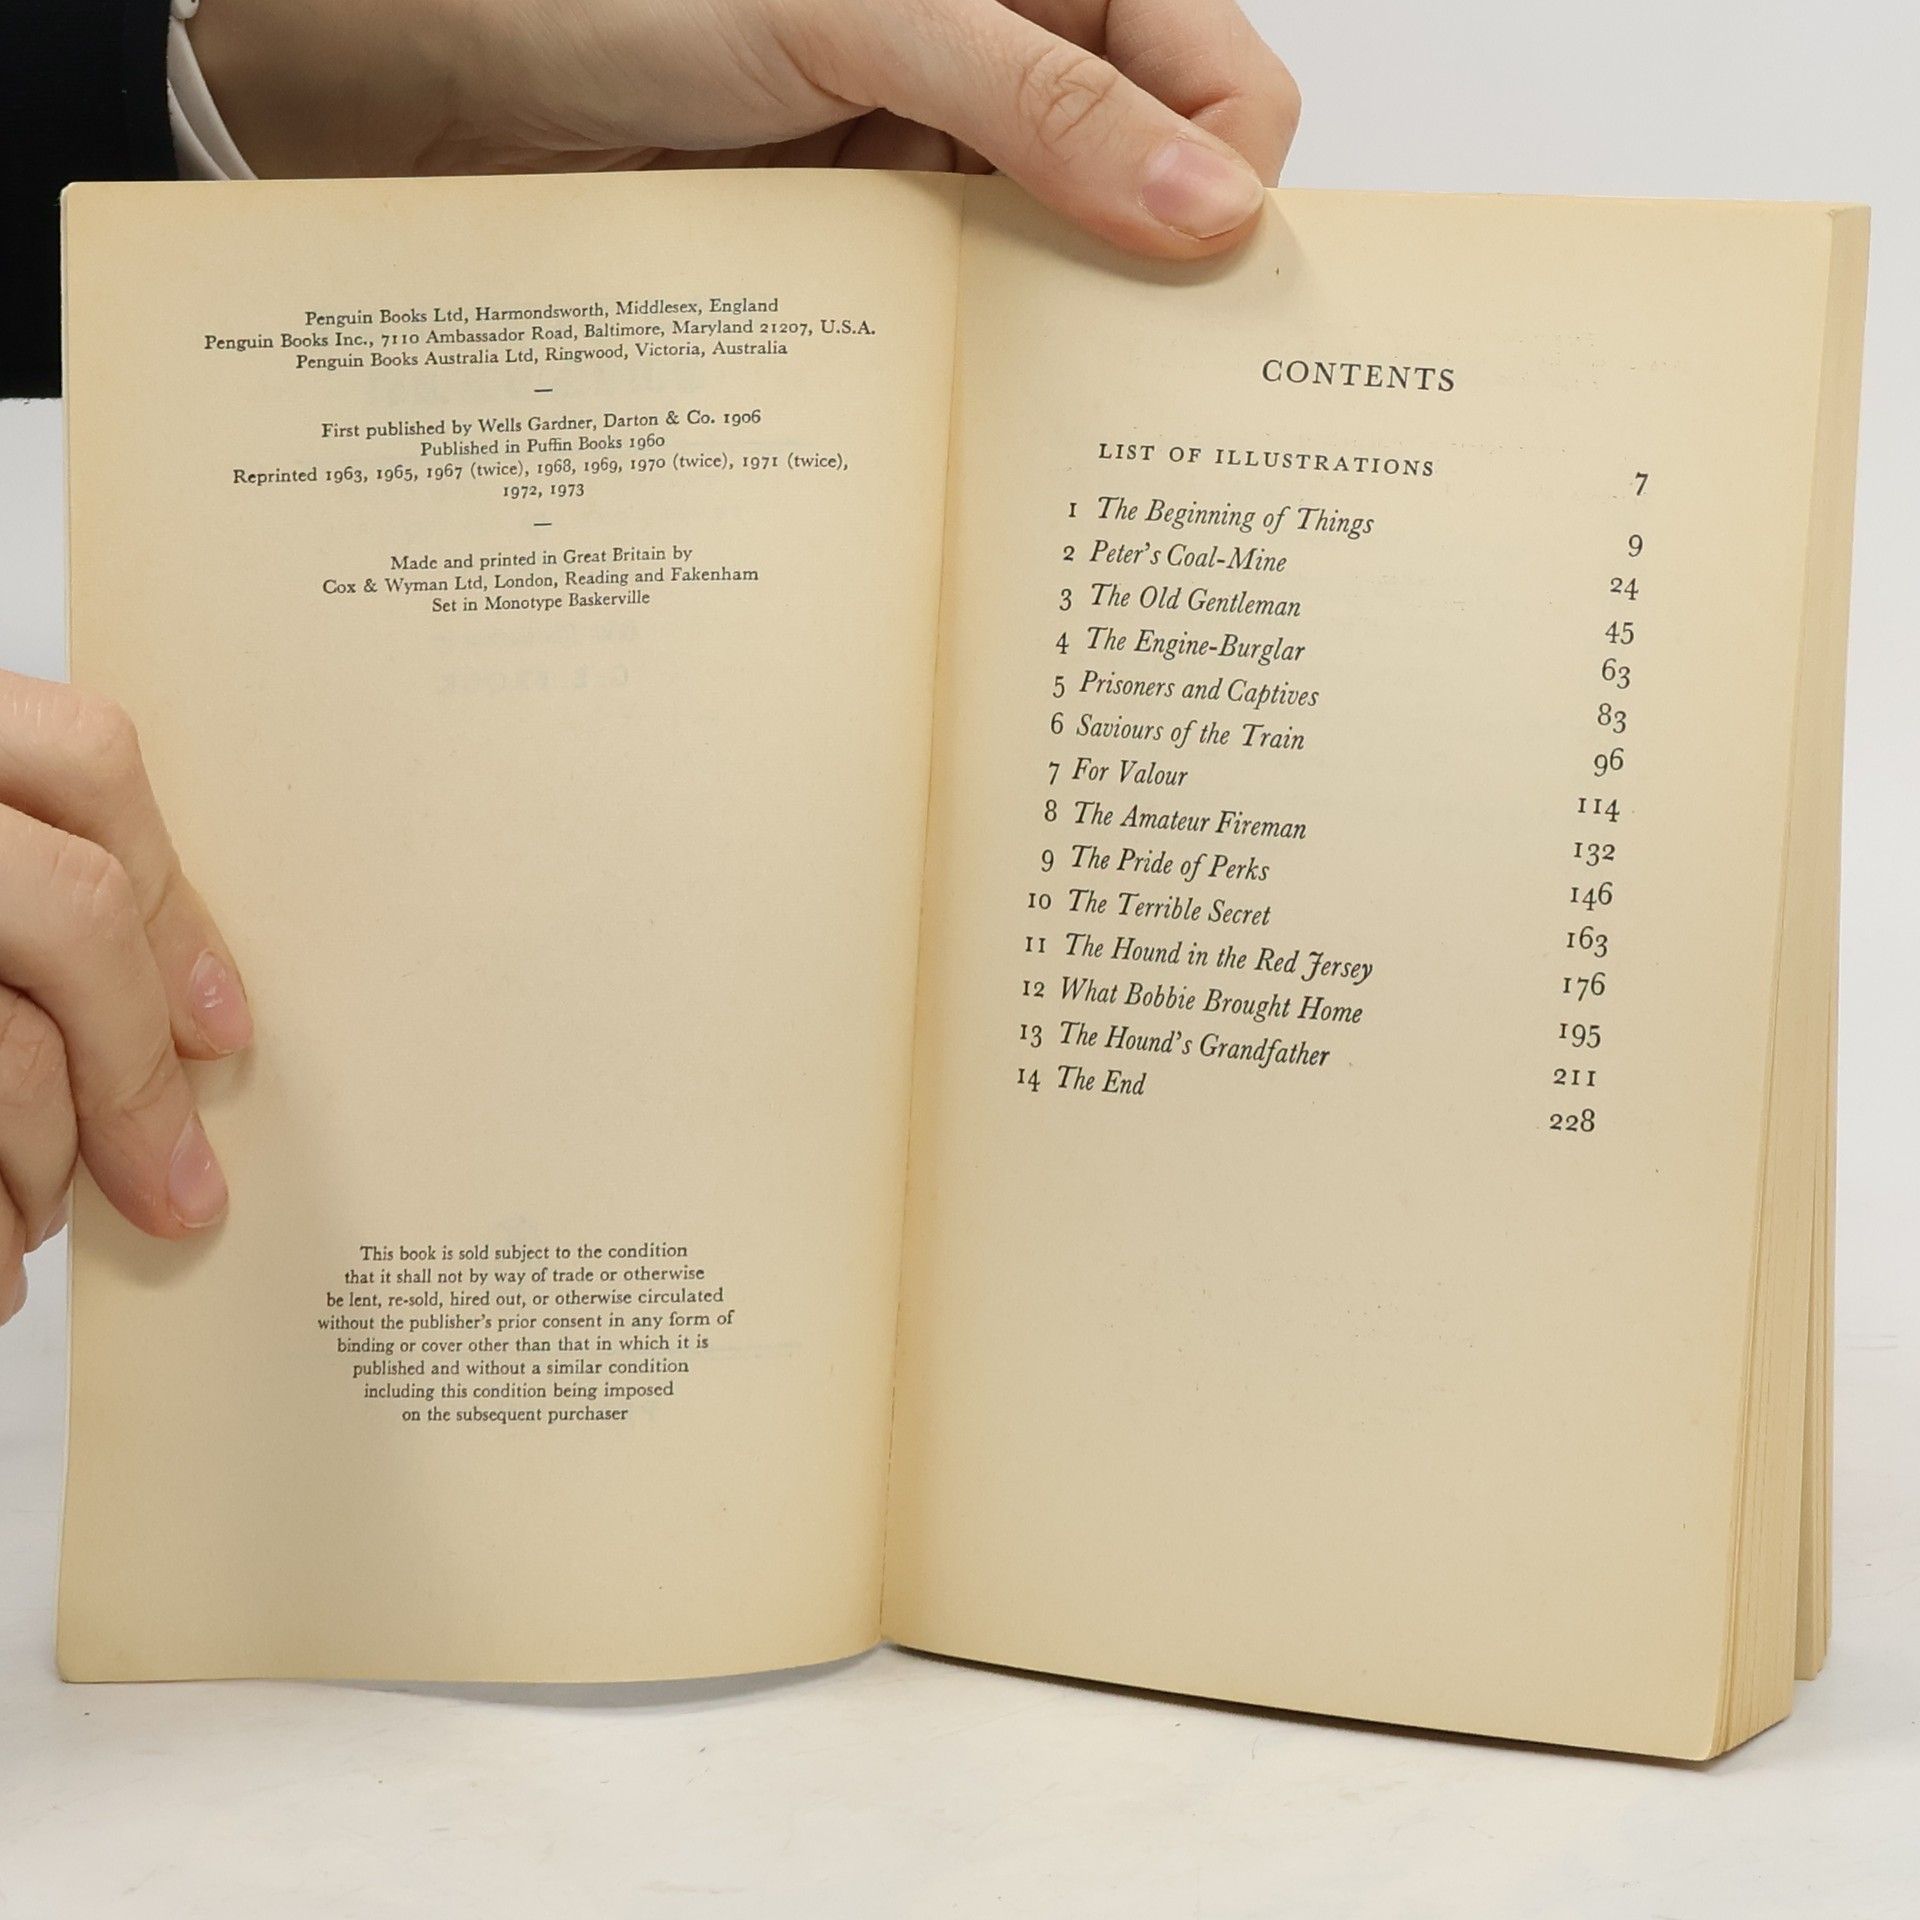 Penguin Books Ltd, Harmondsworth, Middlesex, England
Penguin Books Inc., 7110 Ambassador Road, Baltimore, Maryland 21207, U.S.A.
Penguin Books Australia Ltd, Ringwood, Victoria, Australia
—
First published by Wells Gardner, Darton & Co. 1906
Published in Puffin Books 1960
Reprinted 1963, 1965, 1967 (twice), 1968, 1969, 1970 (twice), 1971 (twice),
1972, 1973
—
Made and printed in Great Britain by
Cox & Wyman Ltd, London, Reading and Fakenham
Set in Monotype Baskerville
This book is sold subject to the condition
that it shall not by way of trade or otherwise
be lent, re-sold, hired out, or otherwise circulated
without the publisher's prior consent in any form of
binding or cover other than that in which it is
published and without a similar condition
including this condition being imposed
on the subsequent purchaser
CONTENTS
LIST OF ILLUSTRATIONS 7
1 The Beginning of Things 9
2 Peter's Coal-Mine 24
3 The Old Gentleman 45
4 The Engine-Burglar 63
5 Prisoners and Captives 83
6 Saviours of the Train 96
7 For Valour 114
8 The Amateur Fireman 132
9 The Pride of Perks 146
10 The Terrible Secret 163
11 The Hound in the Red Jersey 176
12 What Bobbie Brought Home 195
13 The Hound's Grandfather 211
14 The End 228